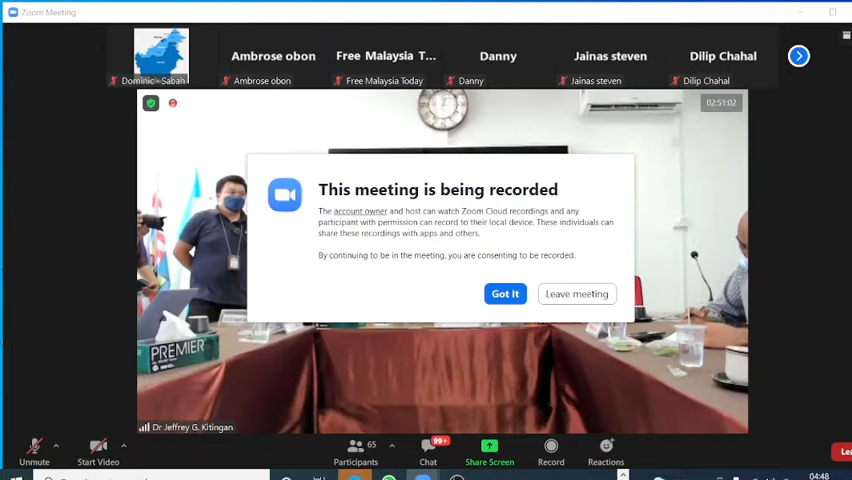 Zoom Meeting
Dominic - Sabah
Ambrose obon
Ambrose obon
Free Malaysia T...
Free Malaysia Today
Danny
Danny
Jainas steven
Jainas steven
Dilip Chahal
Dilip Chahal
02:51:02
This meeting is being recorded
The account owner and host can watch Zoom Cloud recordings and any
participant with permission can record to their local device. These individuals can
share these recordings with apps and others.
By continuing to be in the meeting, you are consenting to be recorded.
Got It
Leave meeting
PREMIER
Dr Jeffrey G. Kitingan
Unmute
Start Video
65
Participants
99+
Chat
Share Screen
Record
Reactions
Lea
04:48